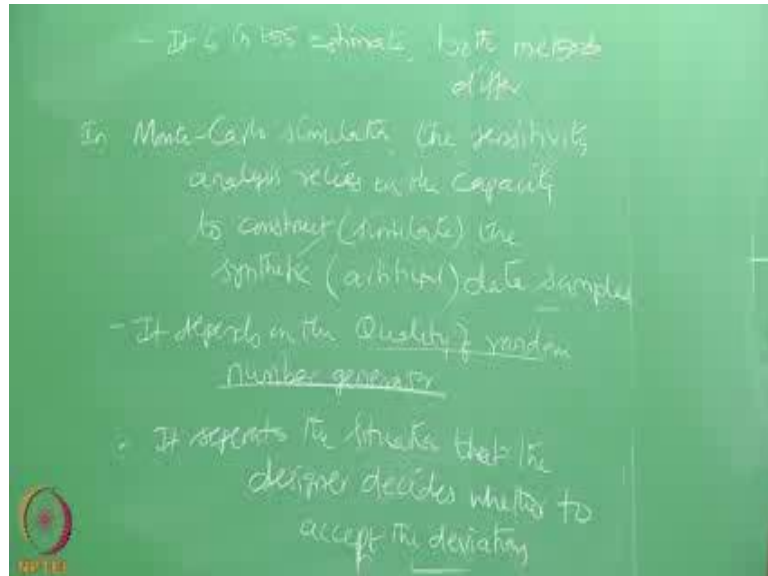 - It is in this estimate, both methods
differ
In Monte-Carlo simulation, the sensitivity
analysis relies on the capacity
to construct (simulate) the
synthetic (artificial) data samples
- It depends on the Quality of random
number generator
- It the situation that the
designer decides whether to
accept the deviation
NPTEL